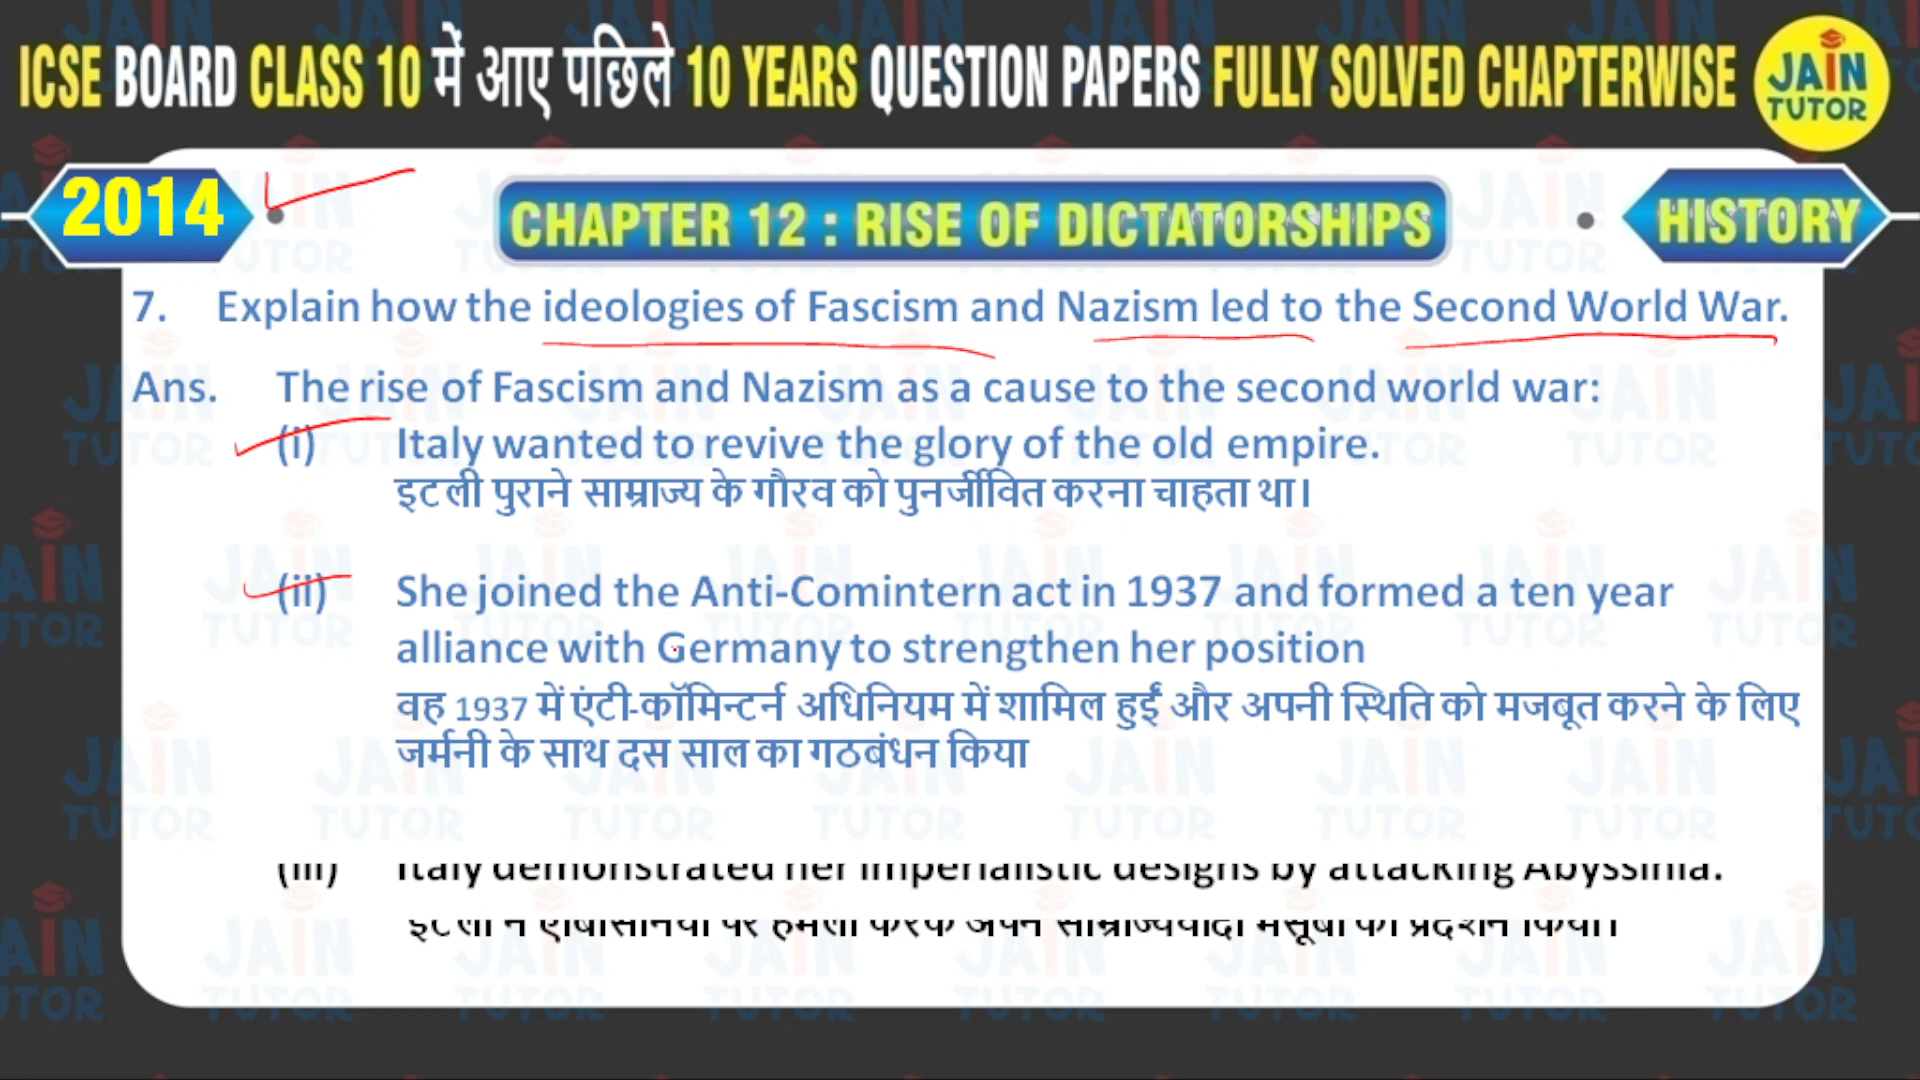 ICSE BOARD CLASS 10 में आए पछिले 10 YEARS QUESTION PAPERS FULLY SOLVED CHAPTERWISE
JAIN
TUTOR
2014
CHAPTER 12 : RISE OF DICTATORSHIPS
HISTORY
7. Explain how the ideologies of Fascism and Nazism led to the Second World War.
Ans. The rise of Fascism and Nazism as a cause to the second world war:
(i) Italy wanted to revive the glory of the old empire.
इटली पुराने साम्राज्य के गौरव को पुनर्जीवित करना चाहता था।
(ii) She joined the Anti-Comintern act in 1937 and formed a ten year
alliance with Germany to strengthen her position
वह 1937 में एंटी-कॉमिन्टर्न अधिनियम में शामिल हुईं और अपनी स्थिति को मजबूत करने के लिए
जर्मनी के साथ दस साल का गठबंधन किया
(iii) Italy demonstrated her imperialistic designs by attacking Abyssinia.